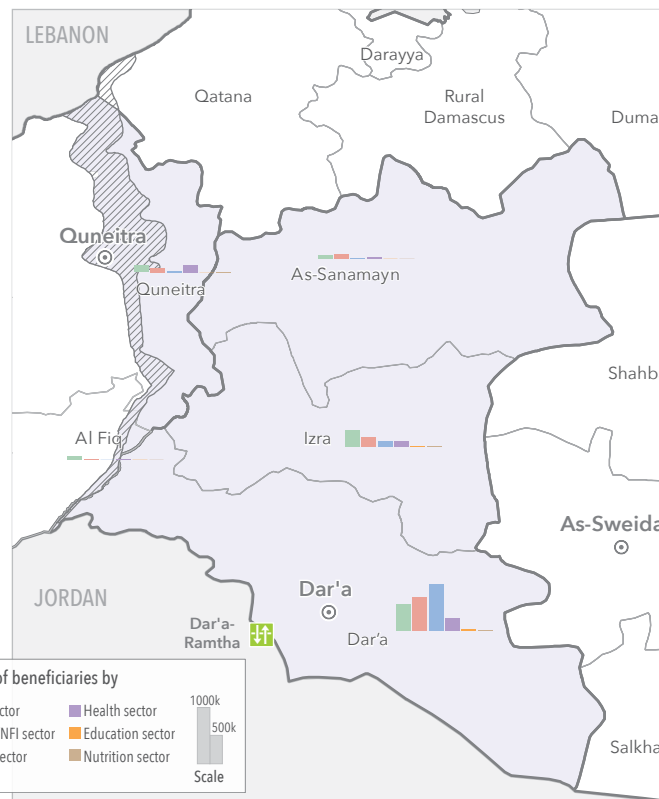 LEBANON
Darayya
Qatana
Rural
Damascus
Duma
Quneitra
Quneitra
As-Sanamayn
Shahb
Al Fiq
Izra
As-Sweida
JORDAN
Dar'a
Dar'a-
Ramtha
Dar'a
of beneficiaries by
ctor
Health sector
NFI sector
Education sector
ector
Nutrition sector
1000k
500k
Scale
Salkha